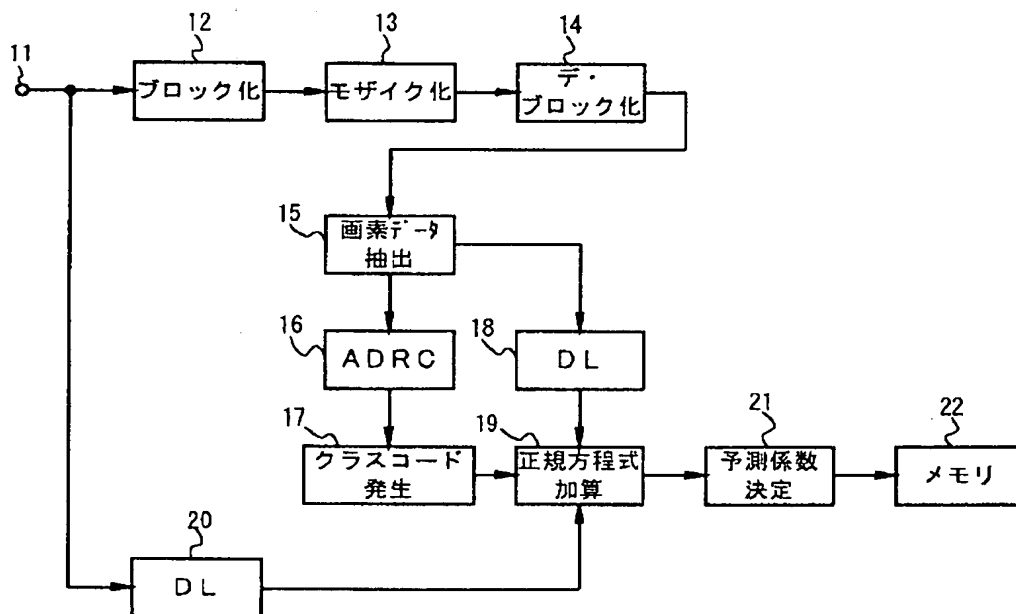 11
12
ブロック化
13
モザイク化
14
デ・
ブロック化
15
画素データ
抽出
16
ADRC
17
クラスコード
発生
18
DL
19
正規方程式
加算
20
DL
21
予測係数
決定
22
メモリ